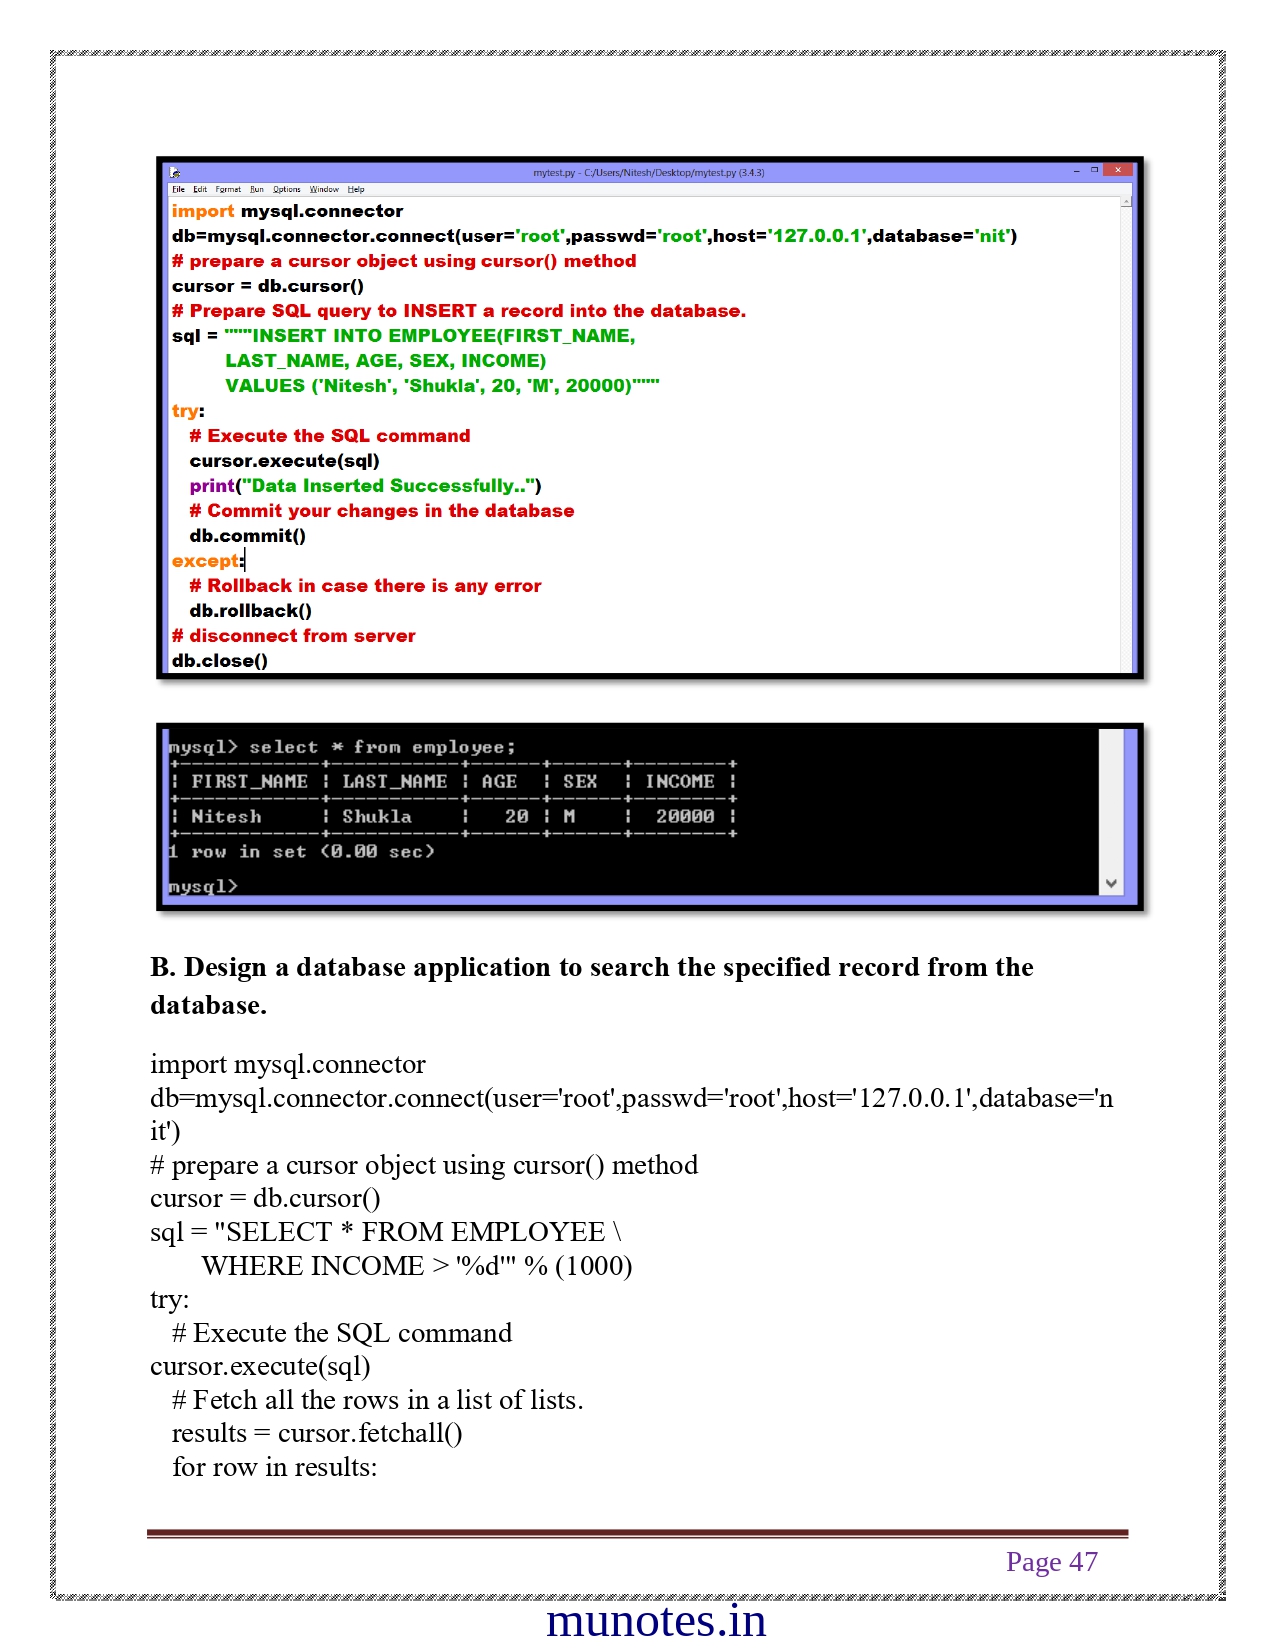 mytest.py - C:/Users/Nitesh/Desktop/mytest.py (3.4.3)
File Edit Format Run Options Window Help
import mysql.connector
db=mysql.connector.connect(user='root',passwd='root',host='127.0.0.1',database='nit')
# prepare a cursor object using cursor() method
cursor = db.cursor()
# Prepare SQL query to INSERT a record into the database.
sql = """INSERT INTO EMPLOYEE(FIRST_NAME,
LAST_NAME, AGE, SEX, INCOME)
VALUES ('Nitesh', 'Shukla', 20, 'M', 20000)"""
try:
# Execute the SQL command
cursor.execute(sql)
print("Data Inserted Successfully..")
# Commit your changes in the database
db.commit()
except:
# Rollback in case there is any error
db.rollback()
# disconnect from server
db.close()
mysql> select * from employee;
+------------+-----------+------+------+--------+
| FIRST_NAME | LAST_NAME | AGE | SEX | INCOME |
+------------+-----------+------+------+--------+
| Nitesh | Shukla | 20 | M | 20000 |
+------------+-----------+------+------+--------+
1 row in set (0.00 sec)
mysql>
B. Design a database application to search the specified record from the
database.
import mysql.connector
db=mysql.connector.connect(user='root',passwd='root',host='127.0.0.1',database='n
it')
# prepare a cursor object using cursor() method
cursor = db.cursor()
sql = "SELECT * FROM EMPLOYEE \
WHERE INCOME > '%d'" % (1000)
try:
# Execute the SQL command
cursor.execute(sql)
# Fetch all the rows in a list of lists.
results = cursor.fetchall()
for row in results:
Page 47
munotes.in